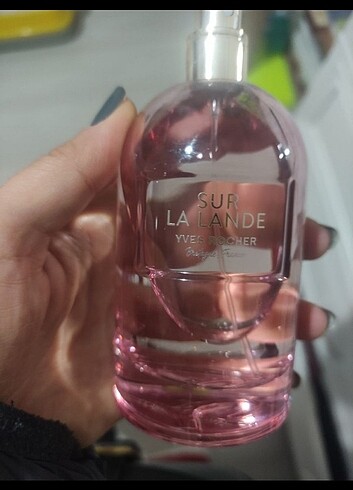 SUR
LA LANDE
YVES ROCHER